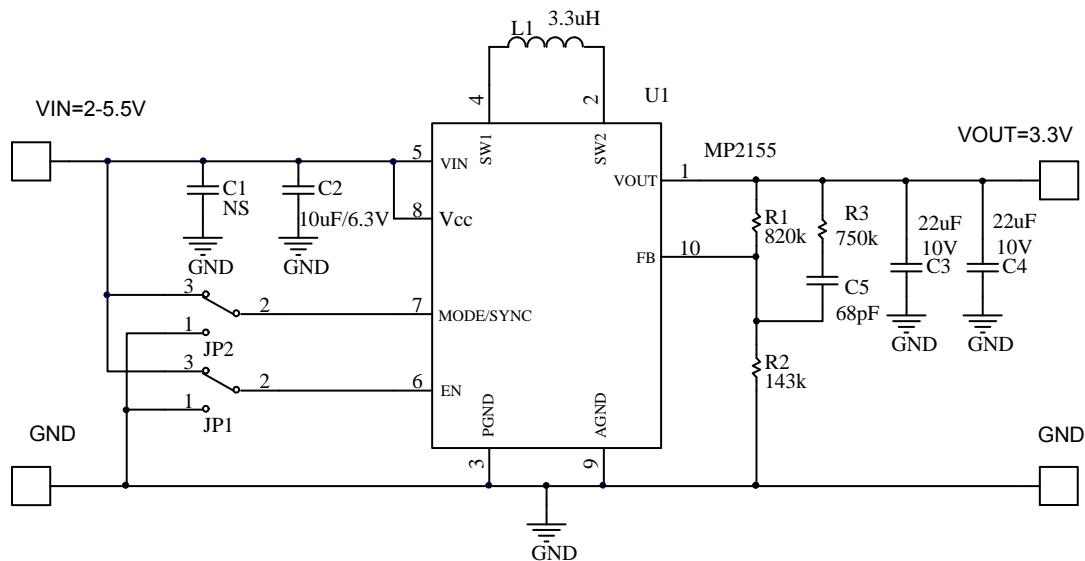 L1
3.3uH
4
2
U1
VIN=2-5.5V
SW1
SW2
MP2155
VOUT=3.3V
5
VIN
VOUT
1
C1
NS
C2
10uF/6.3V
8
Vcc
R1
820k
R3
750k
22uF
10V
C3
22uF
10V
C4
FB
10
GND
GND
3
2
7
MODE/SYNC
C5
68pF
GND
GND
1
JP2
3
2
6
EN
R2
143k
1
JP1
PGND
AGND
GND
GND
3
9
GND